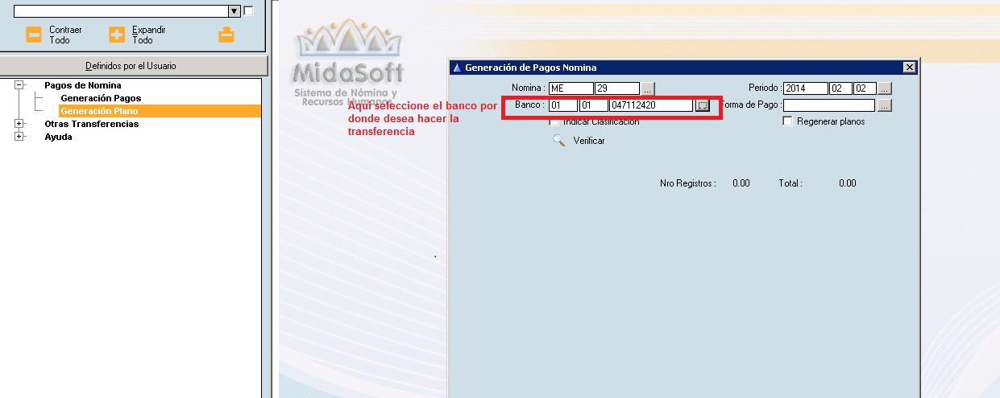 Contraer
Todo
Expandir
Todo
Definidos por el Usuario
Pagos de Nomina
Generación Pagos
Generación Plano
Otras Transferencias
Ayuda
MidaSoft
Sistema de Nómina y
Recursos Humanos
Aqui seleccione el banco por
donde desea hacer la
transferencia
Generación de Pagos Nomina
Nomina : ME 29 ... Periodo : 2014 02 02 ...
Banco : 01 01 047112420 Forma de Pago : ...
Indicar Clasificación Regenerar planos
Verificar
Nro Registros : 0.00 Total : 0.00